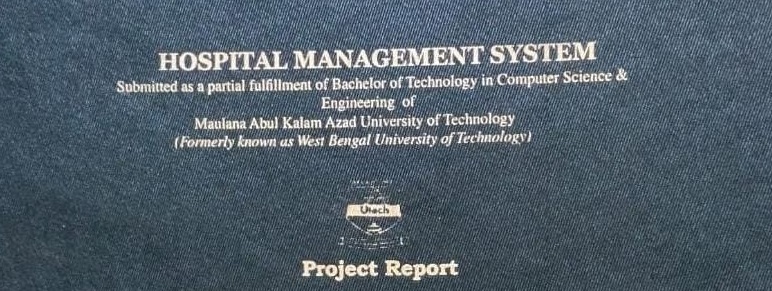 HOSPITAL MANAGEMENT SYSTEM
Submitted as a partial fulfillment of Bachelor of Technology in Computer Science &
Engineering of
Maulana Abul Kalam Azad University of Technology
(Formerly known as West Bengal University of Technology)
Utech
Project Report